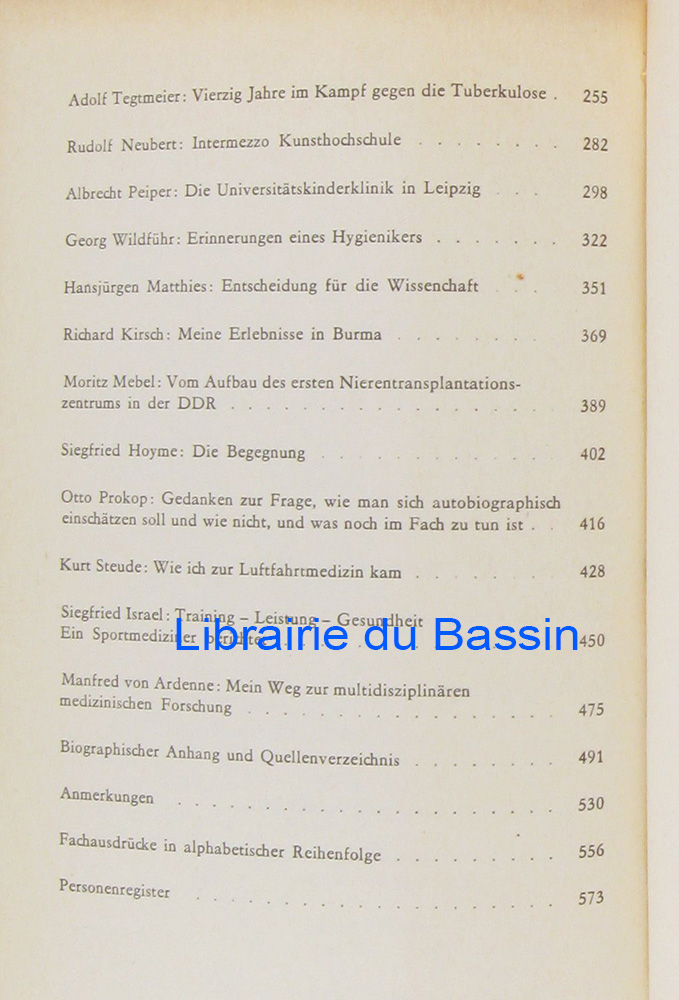 Adolf Tegtmeier: Vierzig Jahre im Kampf gegen die Tuberkulose . 255
Rudolf Neubert: Intermezzo Kunsthochschule . . . . . . . . 282
Albrecht Peiper: Die Universitätskinderklinik in Leipzig . . . 298
Georg Wildführ: Erinnerungen eines Hygienikers . . . . . . . 322
Hansjürgen Matthies: Entscheidung für die Wissenchaft . . . 351
Richard Kirsch: Meine Erlebnisse in Burma . . . . . . . . 369
Moritz Mebel: Vom Aufbau des ersten Nierentransplantations-
zentrums in der DDR . . . . . . . . . . . . . . . . . . 389
Siegfried Hoyme: Die Begegnung . . . . . . . . . . . . . 402
Otto Prokop: Gedanken zur Frage, wie man sich autobiographisch
einschätzen soll und wie nicht, und was noch im Fach zu tun ist . . 416
Kurt Steude: Wie ich zur Luftfahrtmedizin kam . . . . . . . 428
Siegfried Israel: Training – Leistung – Gesundheit
Ein Sportmediziner berichtet . . . . . . . . . . . . . . 450
Librairie du Bassin
Manfred von Ardenne: Mein Weg zur multidisziplinären
medizinischen Forschung . . . . . . . . . . . . . . . . . 475
Biographischer Anhang und Quellenverzeichnis . . . . . . . . 491
Anmerkungen . . . . . . . . . . . . . . . . . . . . . 530
Fachausdrücke in alphabetischer Reihenfolge . . . . . . . . . 556
Personenregister . . . . . . . . . . . . . . . . . . . . 573